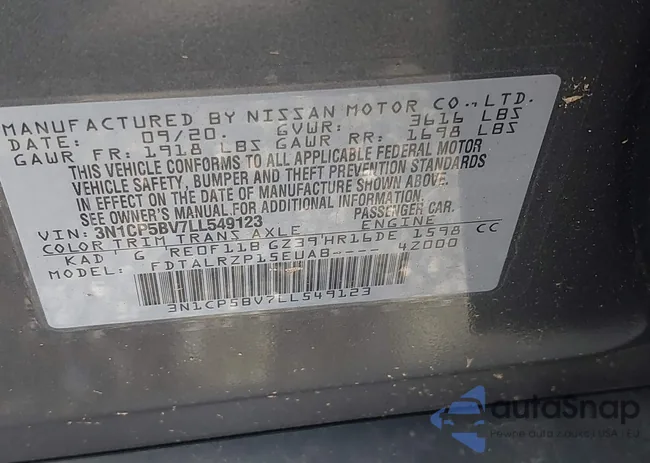 MANUFACTURED BY NISSAN MOTOR CO., LTD.
DATE: 09/20. GVWR: 3616 LBS
GAWR FR: 1918 LBS GAWR RR: 1698 LBS
THIS VEHICLE CONFORMS TO ALL APPLICABLE FEDERAL MOTOR
VEHICLE SAFETY, BUMPER AND THEFT PREVENTION STANDARDS
IN EFFECT ON THE DATE OF MANUFACTURE SHOWN ABOVE.
SEE OWNER'S MANUAL FOR ADDITIONAL INFORMATION
VIN: 3N1CP5BV7LL549123 PASSENGER CAR.
COLOR TRIM TRANS AXLE ENGINE
KAD G RE0F11B GZ39 HR16DE 1598 CC
MODEL: FDTALRZP15EUAB---- 4Z000
3N1CP5BV7LL549123
autoSnap